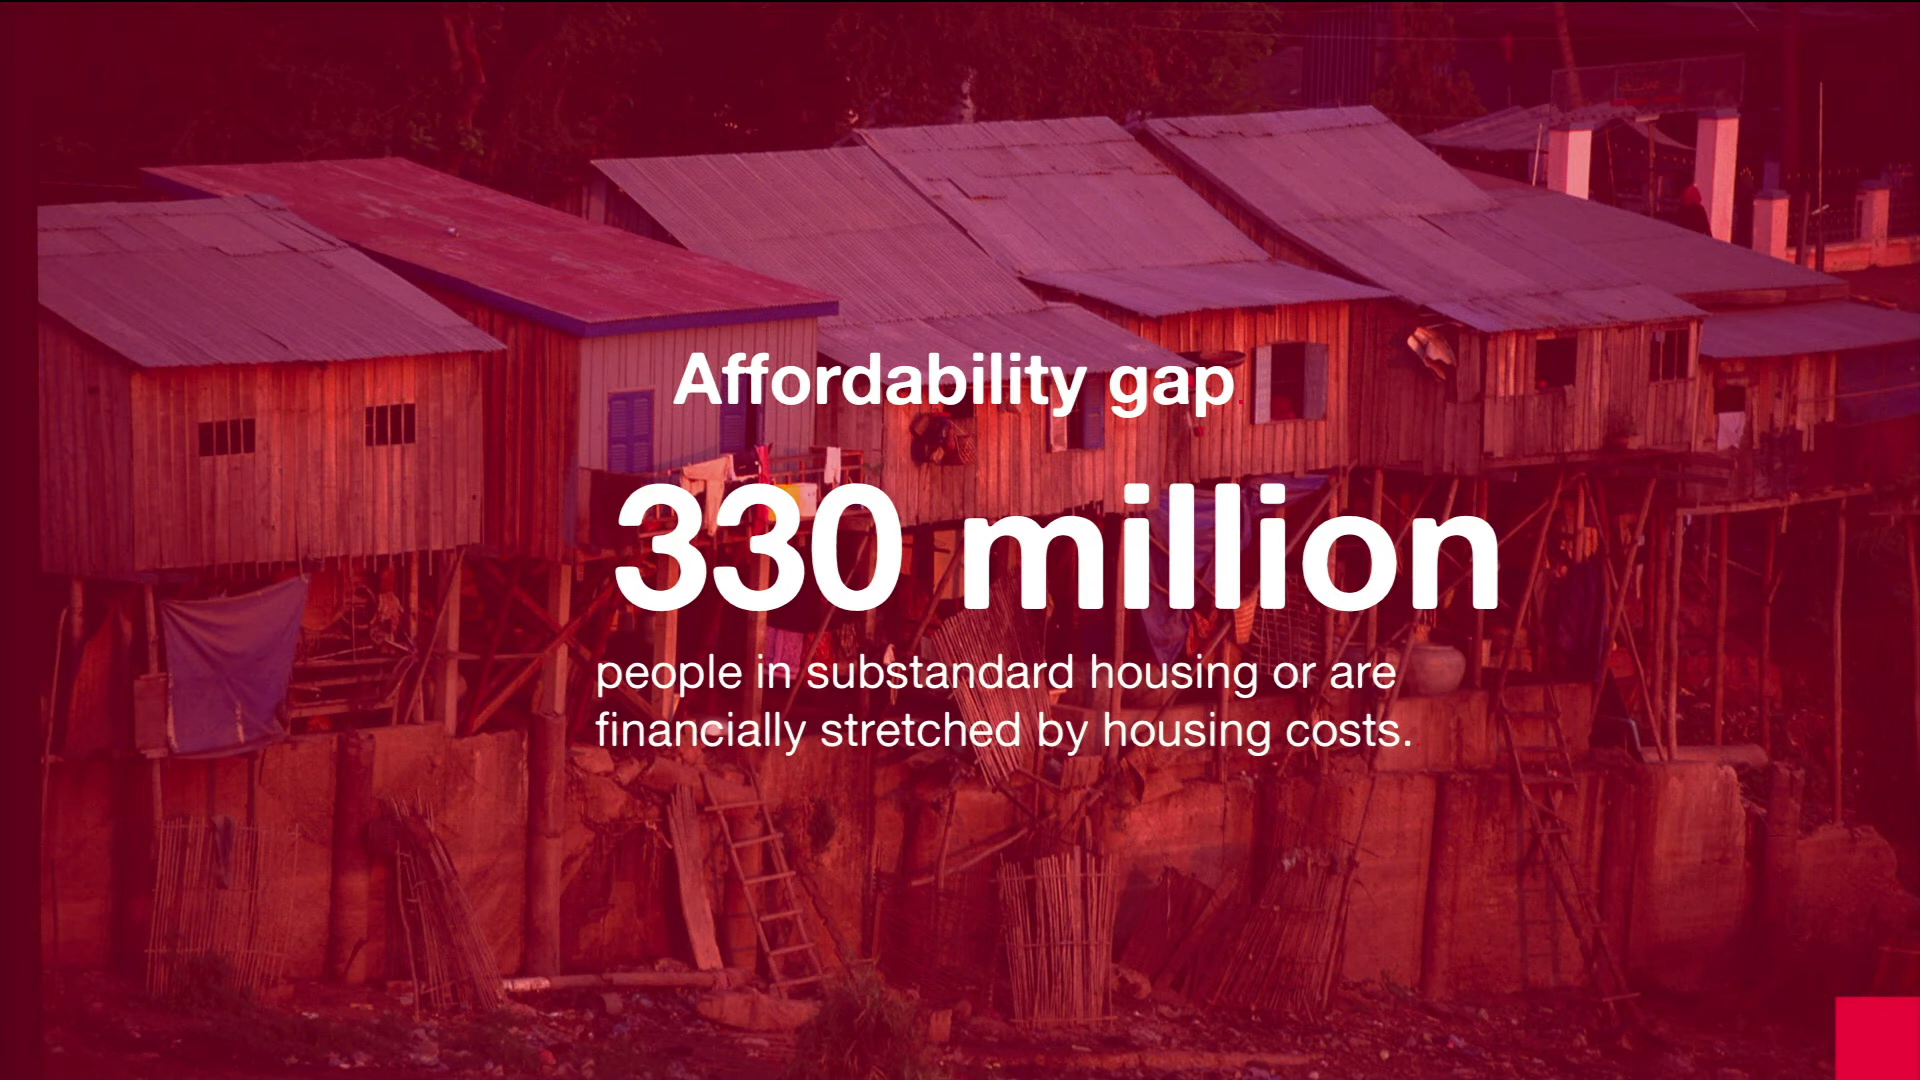 Affordability gap
330 million
people in substandard housing or are
financially stretched by housing costs.